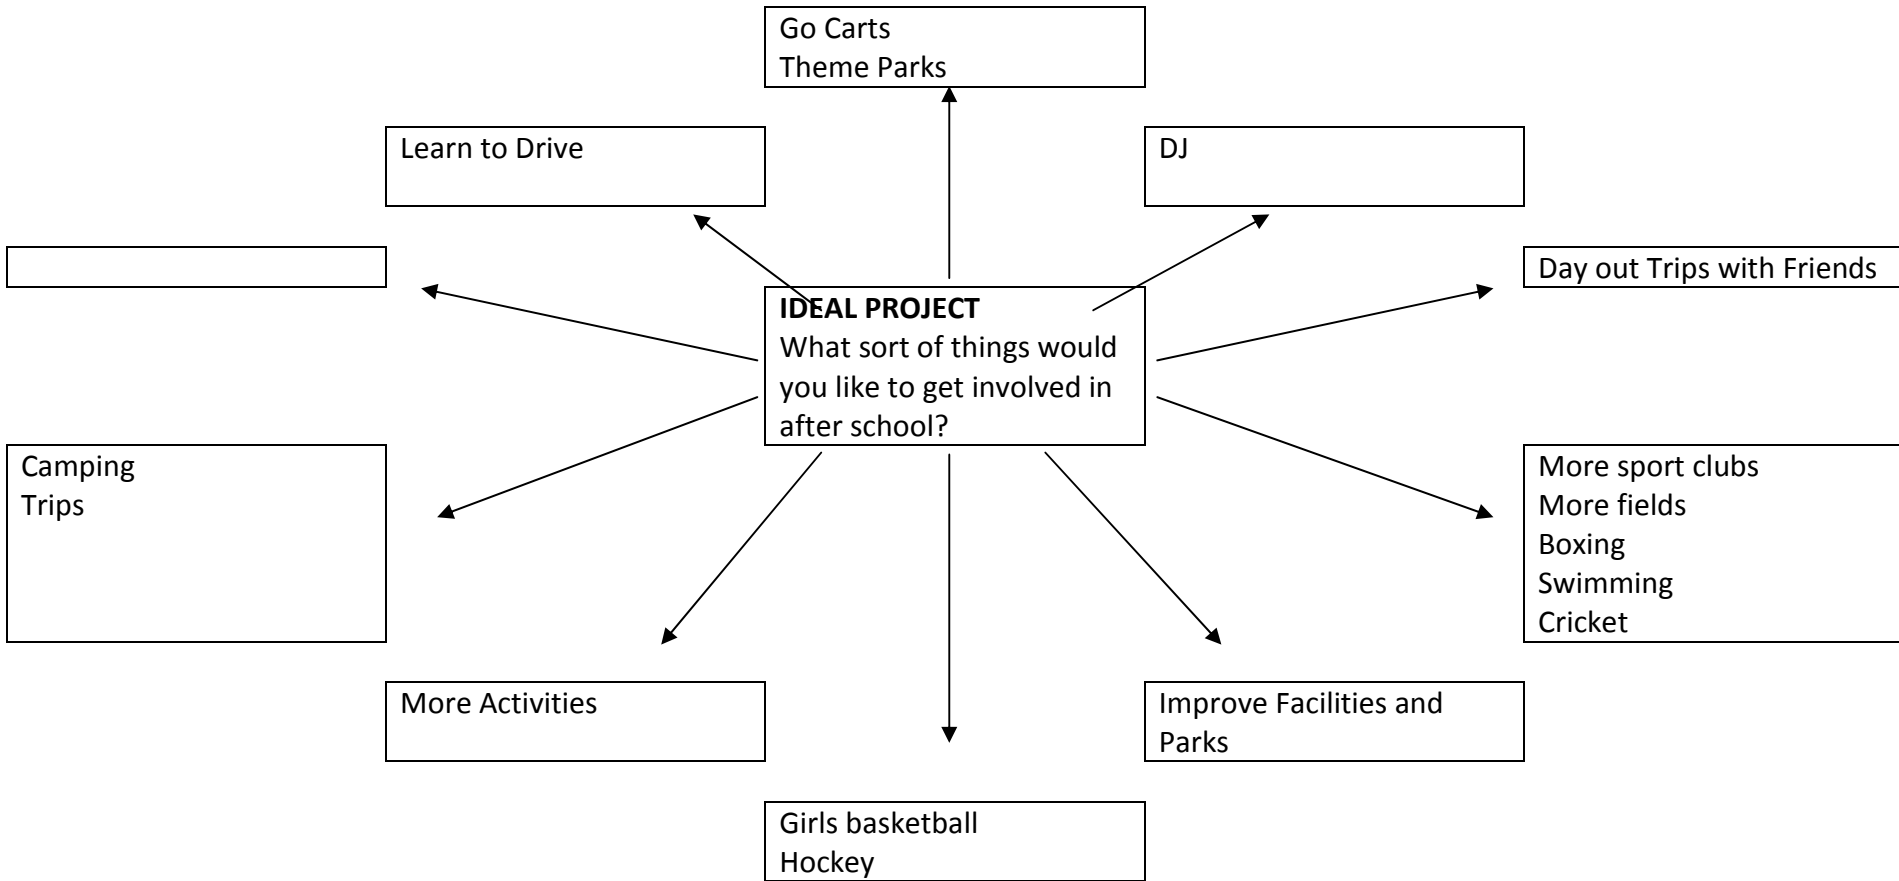 Go Carts
Theme Parks
Learn to Drive
DJ
Day out Trips with Friends
IDEAL PROJECT
What sort of things would
you like to get involved in
after school?
Camping
Trips
More sport clubs
More fields
Boxing
Swimming
Cricket
More Activities
Improve Facilities and
Parks
Girls basketball
Hockey